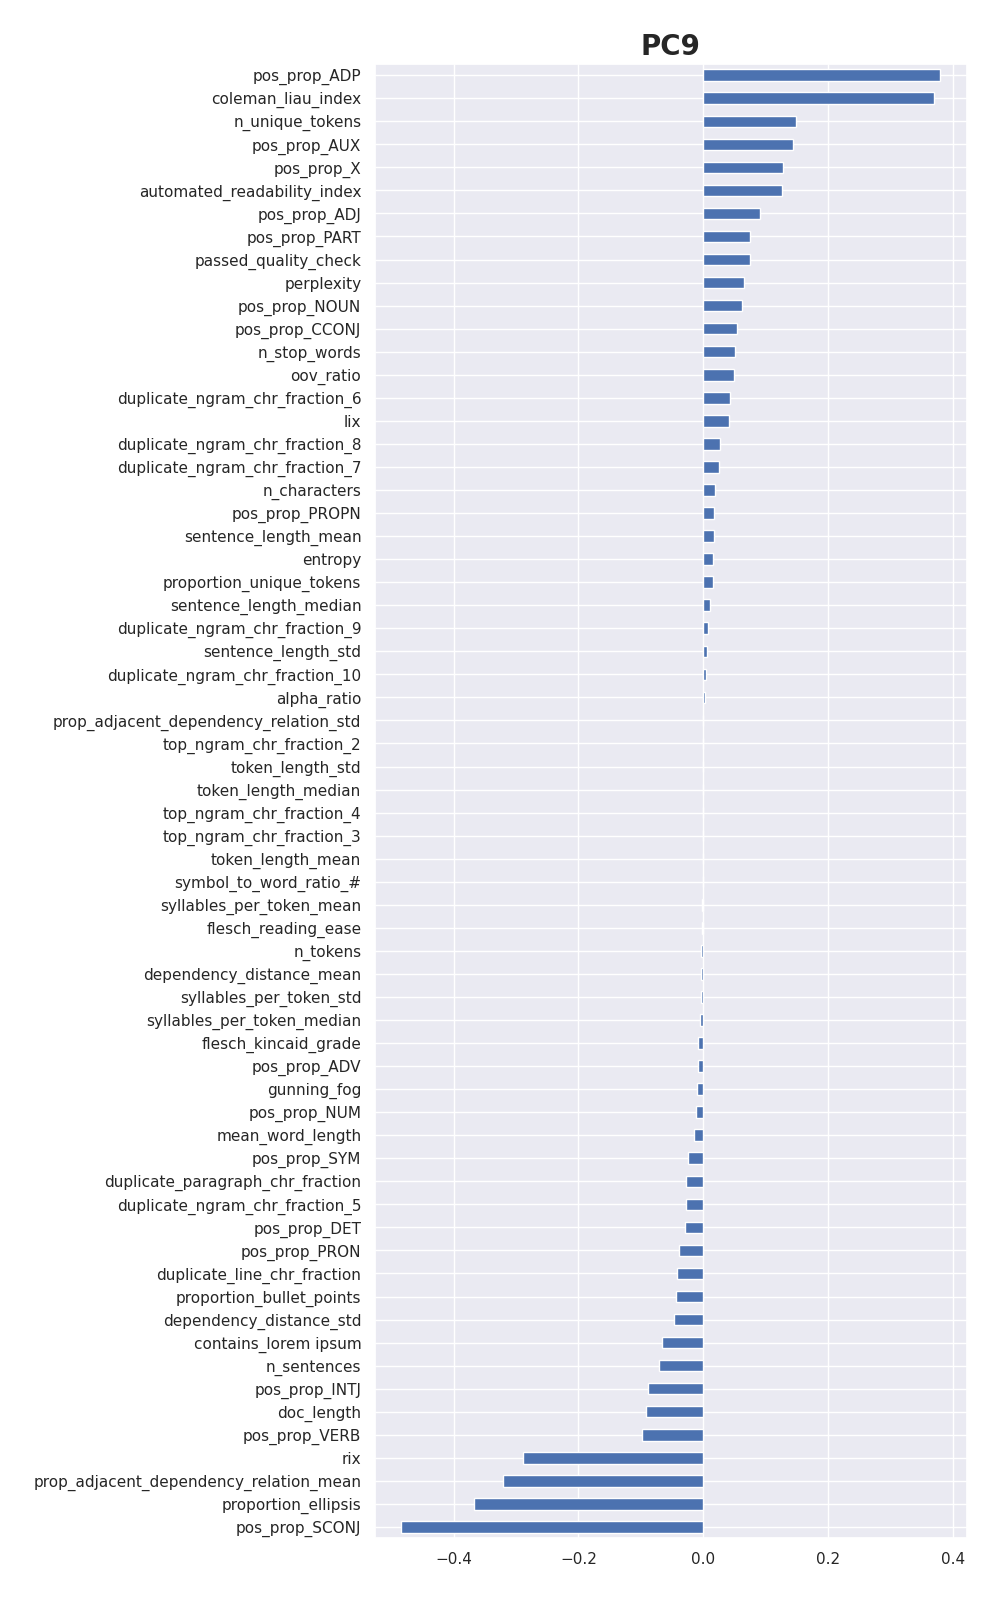 PC9
pos_prop_ADP
coleman_liau_index
n_unique_tokens
pos_prop_AUX
pos_prop_X
automated_readability_index
pos_prop_ADJ
pos_prop_PART
passed_quality_check
perplexity
pos_prop_NOUN
pos_prop_CCONJ
n_stop_words
oov_ratio
duplicate_ngram_chr_fraction_6
lix
duplicate_ngram_chr_fraction_8
duplicate_ngram_chr_fraction_7
n_characters
pos_prop_PROPN
sentence_length_mean
entropy
proportion_unique_tokens
sentence_length_median
duplicate_ngram_chr_fraction_9
sentence_length_std
duplicate_ngram_chr_fraction_10
alpha_ratio
prop_adjacent_dependency_relation_std
top_ngram_chr_fraction_2
token_length_std
token_length_median
top_ngram_chr_fraction_4
top_ngram_chr_fraction_3
token_length_mean
symbol_to_word_ratio_#
syllables_per_token_mean
flesch_reading_ease
n_tokens
dependency_distance_mean
syllables_per_token_std
syllables_per_token_median
flesch_kincaid_grade
pos_prop_ADV
gunning_fog
pos_prop_NUM
mean_word_length
pos_prop_SYM
duplicate_paragraph_chr_fraction
duplicate_ngram_chr_fraction_5
pos_prop_DET
pos_prop_PRON
duplicate_line_chr_fraction
proportion_bullet_points
dependency_distance_std
contains_lorem ipsum
n_sentences
pos_prop_INTJ
doc_length
pos_prop_VERB
rix
prop_adjacent_dependency_relation_mean
proportion_ellipsis
pos_prop_SCONJ
−0.4 −0.2 0.0 0.2 0.4